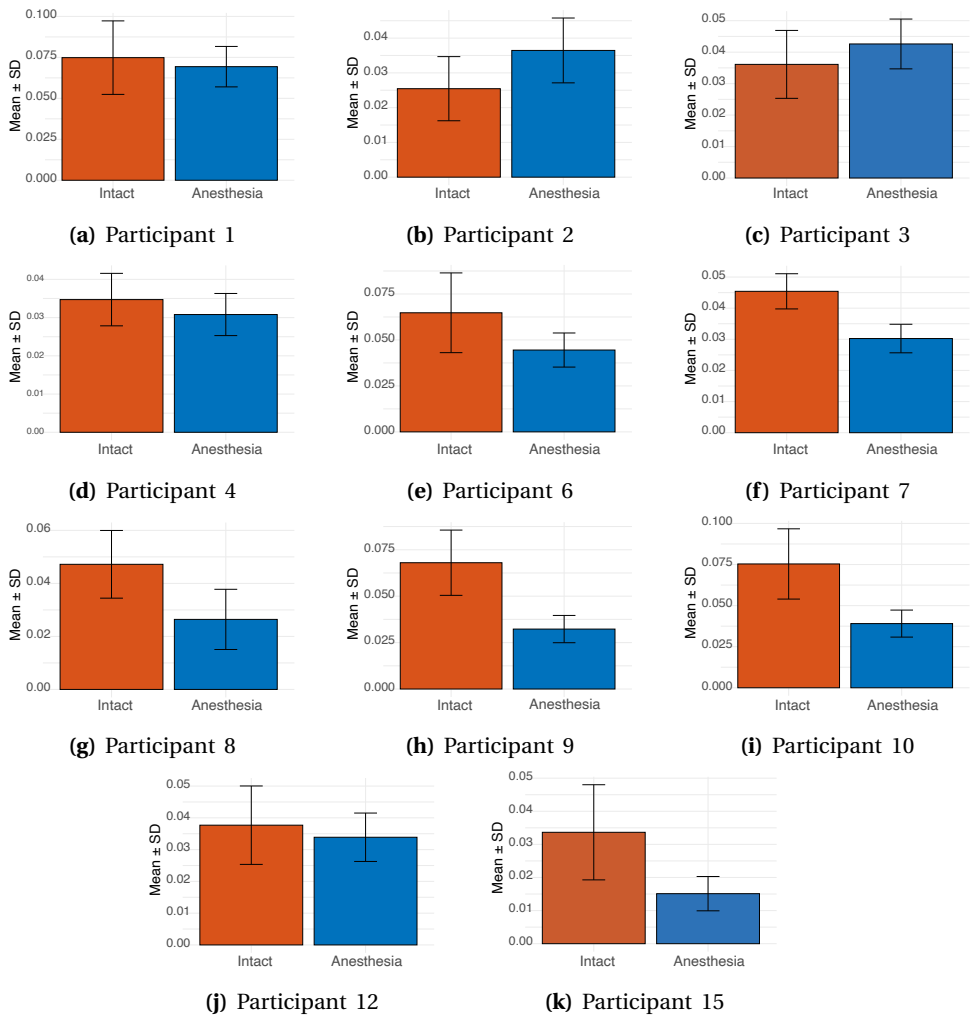 0.100
0.075
0.050
0.025
0.000
Mean ± SD
Intact Anesthesia
(a) Participant 1
0.04
0.03
0.02
0.01
0.00
Mean ± SD
Intact Anesthesia
(b) Participant 2
0.05
0.04
0.03
0.02
0.01
0.00
Mean ± SD
Intact Anesthesia
(c) Participant 3
0.04
0.03
0.02
0.01
0.00
Mean ± SD
Intact Anesthesia
(d) Participant 4
0.075
0.050
0.025
0.000
Mean ± SD
Intact Anesthesia
(e) Participant 6
0.05
0.04
0.03
0.02
0.01
0.00
Mean ± SD
Intact Anesthesia
(f) Participant 7
0.06
0.04
0.02
0.00
Mean ± SD
Intact Anesthesia
(g) Participant 8
0.075
0.050
0.025
0.000
Mean ± SD
Intact Anesthesia
(h) Participant 9
0.100
0.075
0.050
0.025
0.000
Mean ± SD
Intact Anesthesia
(i) Participant 10
0.05
0.04
0.03
0.02
0.01
0.00
Mean ± SD
Intact Anesthesia
(j) Participant 12
0.05
0.04
0.03
0.02
0.01
0.00
Mean ± SD
Intact Anesthesia
(k) Participant 15